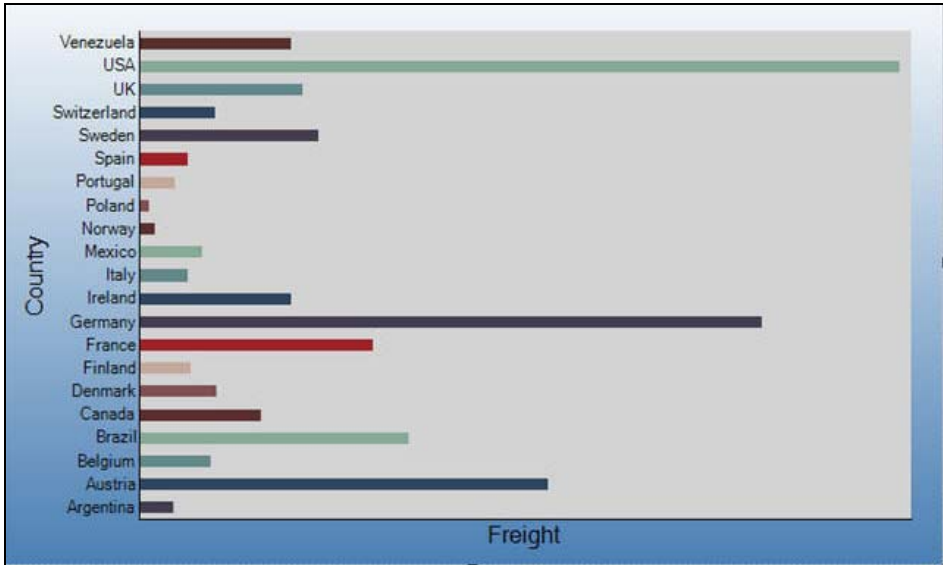 Venezuela
USA
UK
Switzerland
Sweden
Spain
Portugal
Poland
Norway
Mexico
Italy
Ireland
Germany
France
Finland
Denmark
Canada
Brazil
Belgium
Austria
Argentina
Country
Freight